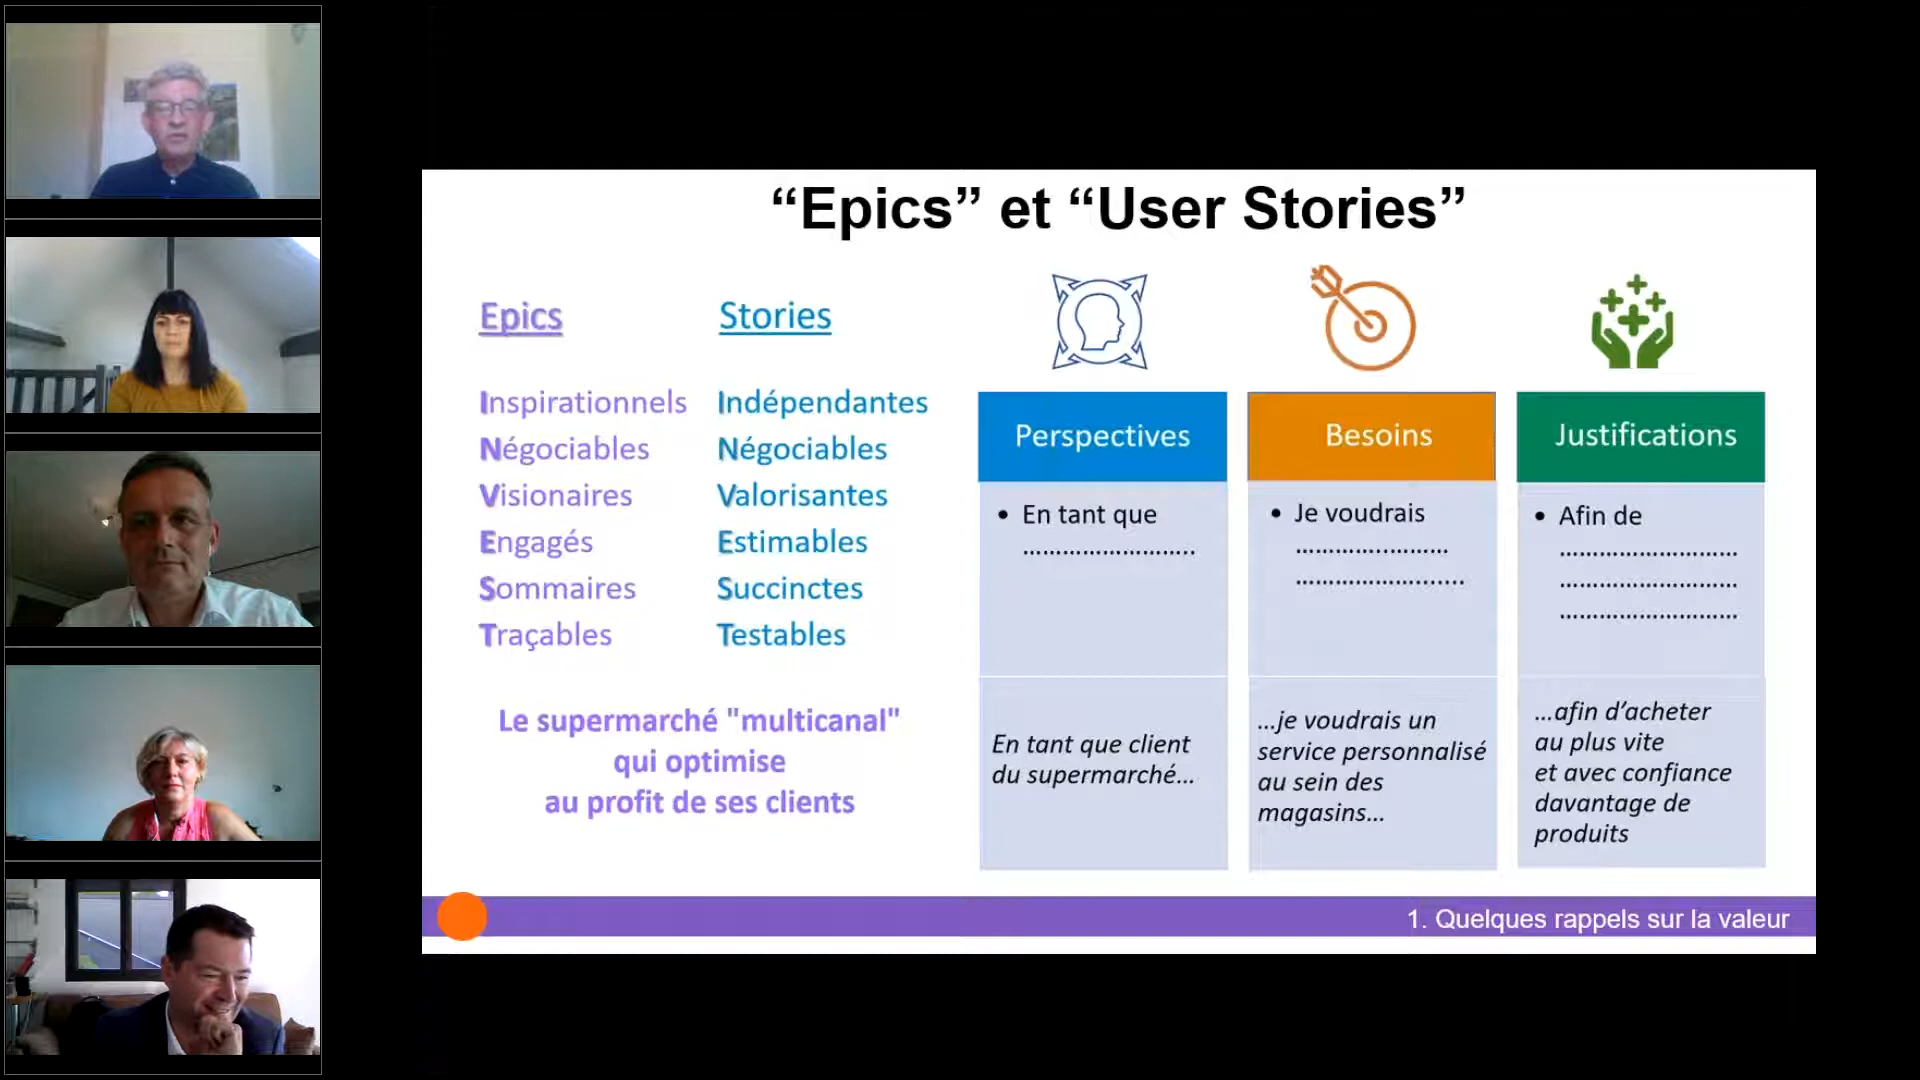 “Epics” et “User Stories”
Epics
Inspirationnels
Négociables
Visionaires
Engagés
Sommaires
Traçables
Stories
Indépendantes
Négociables
Valorisantes
Estimables
Succinctes
Testables
Le supermarché "multicanal"
qui optimise
au profit de ses clients
Perspectives
• En tant que
............................
En tant que client
du supermarché...
Besoins
• Je voudrais
............................
............................
...je voudrais un
service personnalisé
au sein des
magasins...
Justifications
• Afin de
............................
............................
............................
...afin d’acheter
au plus vite
et avec confiance
davantage de
produits
1. Quelques rappels sur la valeur